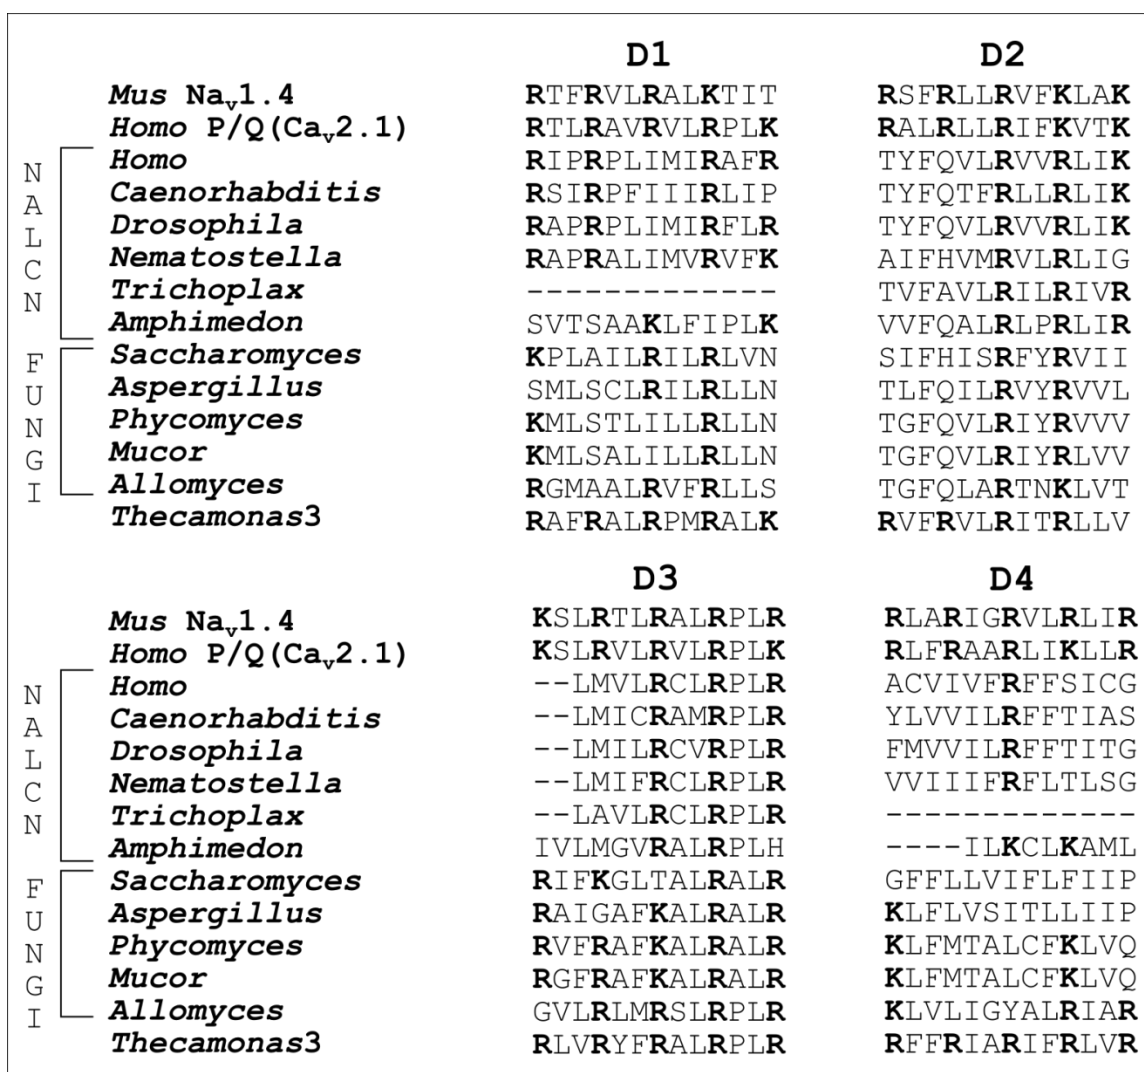 D1 D2
Mus Nav1.4 RTFRVLRALKTIT RSFRLLRVFKLAK
Homo P/Q(Cav2.1) RTLRAVRVLRPLK RALRLLRIFKVTK
NALCN
Homo RIPRPLIMIRAFR TYFQVLRVVRLIK
Caenorhabditis RSIRPFIIIRLIP TYFQTFRLLRLIK
Drosophila RAPRPLIMIRFLR TYFQVLRVVRLIK
Nematostella RAPRALIMVRVFK AIFHVMRVLRLIG
Trichoplax ------------- TVFAVLRILRIVR
Amphimedon SVTSAAKLFIPLK VVFQALRLPRLIR
FUNGI
Saccharomyces KPLAILRILRLVN SIFHISRFYRVII
Aspergillus SMLSCLRILRLLN TLFQILRVYRVVL
Phycomyces KMLSTLILLRLLN TGFQVLRIYRVVV
Mucor KMLSALILLRLLN TGFQVLRIYRLVV
Allomyces RGMAALRVFRLLS TGFQLARTNKLVT
Thecamonas3 RAFRALRPMRALK RVFRVLRITRLLV
D3 D4
Mus Nav1.4 KSLRTLRALRPLR RLARIGRVLRLIR
Homo P/Q(Cav2.1) KSLRVLRVLRPLK RLFRAARLIKLLR
NALCN
Homo --LMVLRCLRPLR ACVIVFRFFSICG
Caenorhabditis --LMICRAMRPLR YLVVILRFFTIAS
Drosophila --LMILRCVRPLR FMVVILRFFTITG
Nematostella --LMIFRCLRPLR VVIIIFRFLTLSG
Trichoplax --LAVLRCLRPLR -------------
Amphimedon IVLMGVRALRPLH ----ILKCLKAML
FUNGI
Saccharomyces RIFKGLTALRALR GFFLLVIFLFIIP
Aspergillus RAIGAFKALRALR KLFLVSITLLIIP
Phycomyces RVFRAFKALRALR KLFMTALCFKLVQ
Mucor RGFRAFKALRALR KLFMTALCFKLVQ
Allomyces GVLRLMRSLRPLR KLVLIGYALRIAR
Thecamonas3 RLVRYFRALRPLR RFFRIARIFRLVR